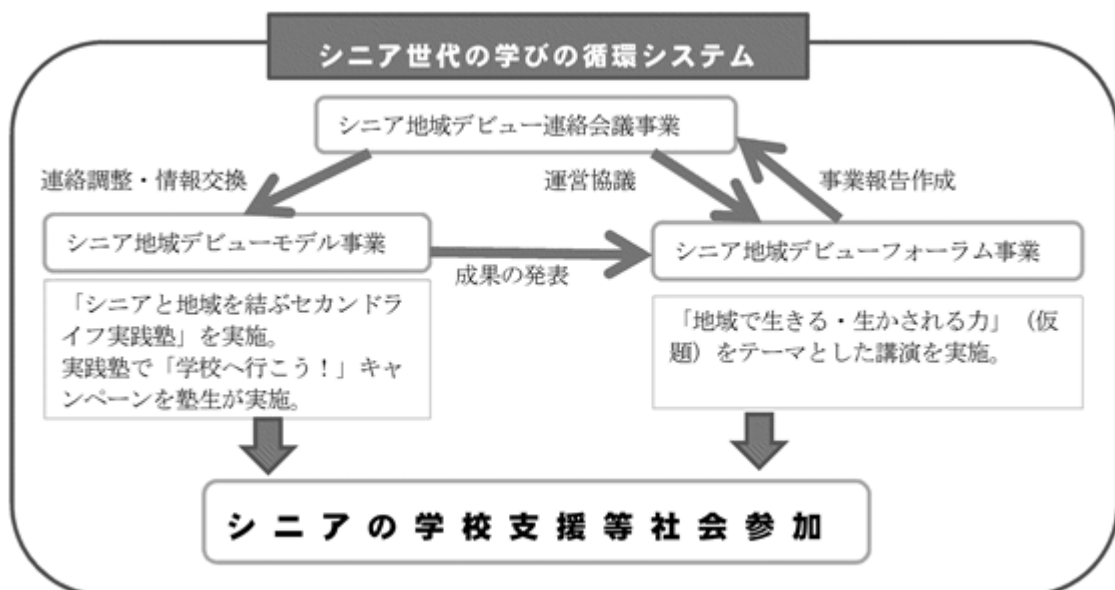 シニア世代の学びの循環システム
シニア地域デビュー連絡会議事業
連絡調整・情報交換
運営協議
事業報告作成
シニア地域デビューモデル事業
成果の発表
シニア地域デビューフォーラム事業
「シニアと地域を結ぶセカンドラ
イフ実践塾」を実施。
実践塾で「学校へ行こう！」キャ
ンペーンを塾生が実施。
「地域で生きる・生かされる力」（仮
題）をテーマとした講演を実施。
シニアの学校支援等社会参加